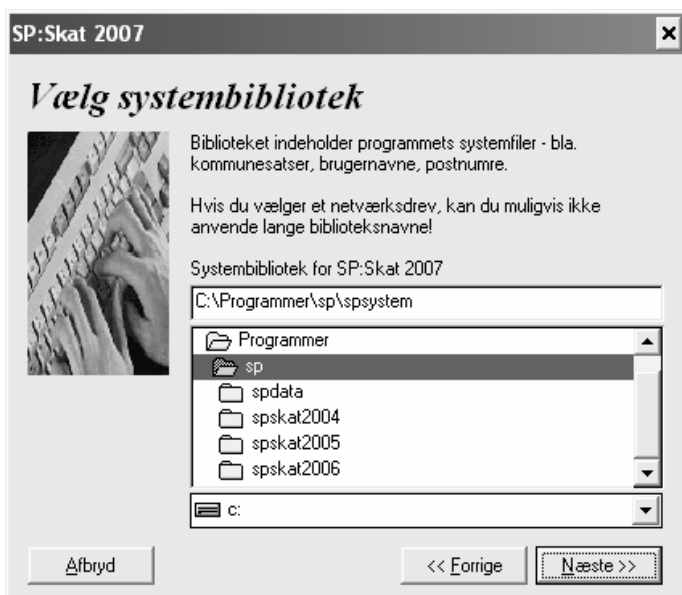 SP:Skat 2007
Vælg systembibliotek
Biblioteket indeholder programmets systemfiler - bla.
kommunesatser, brugernavne, postnumre.
Hvis du vælger et netværksdrev, kan du muligvis ikke
anvende lange biblioteksnavne!
Systembibliotek for SP:Skat 2007
C:\Programmer\sp\spsystem
Programmer
sp
spdata
spskat2004
spskat2005
spskat2006
c:
Afbryd
<< Forrige
Næste >>